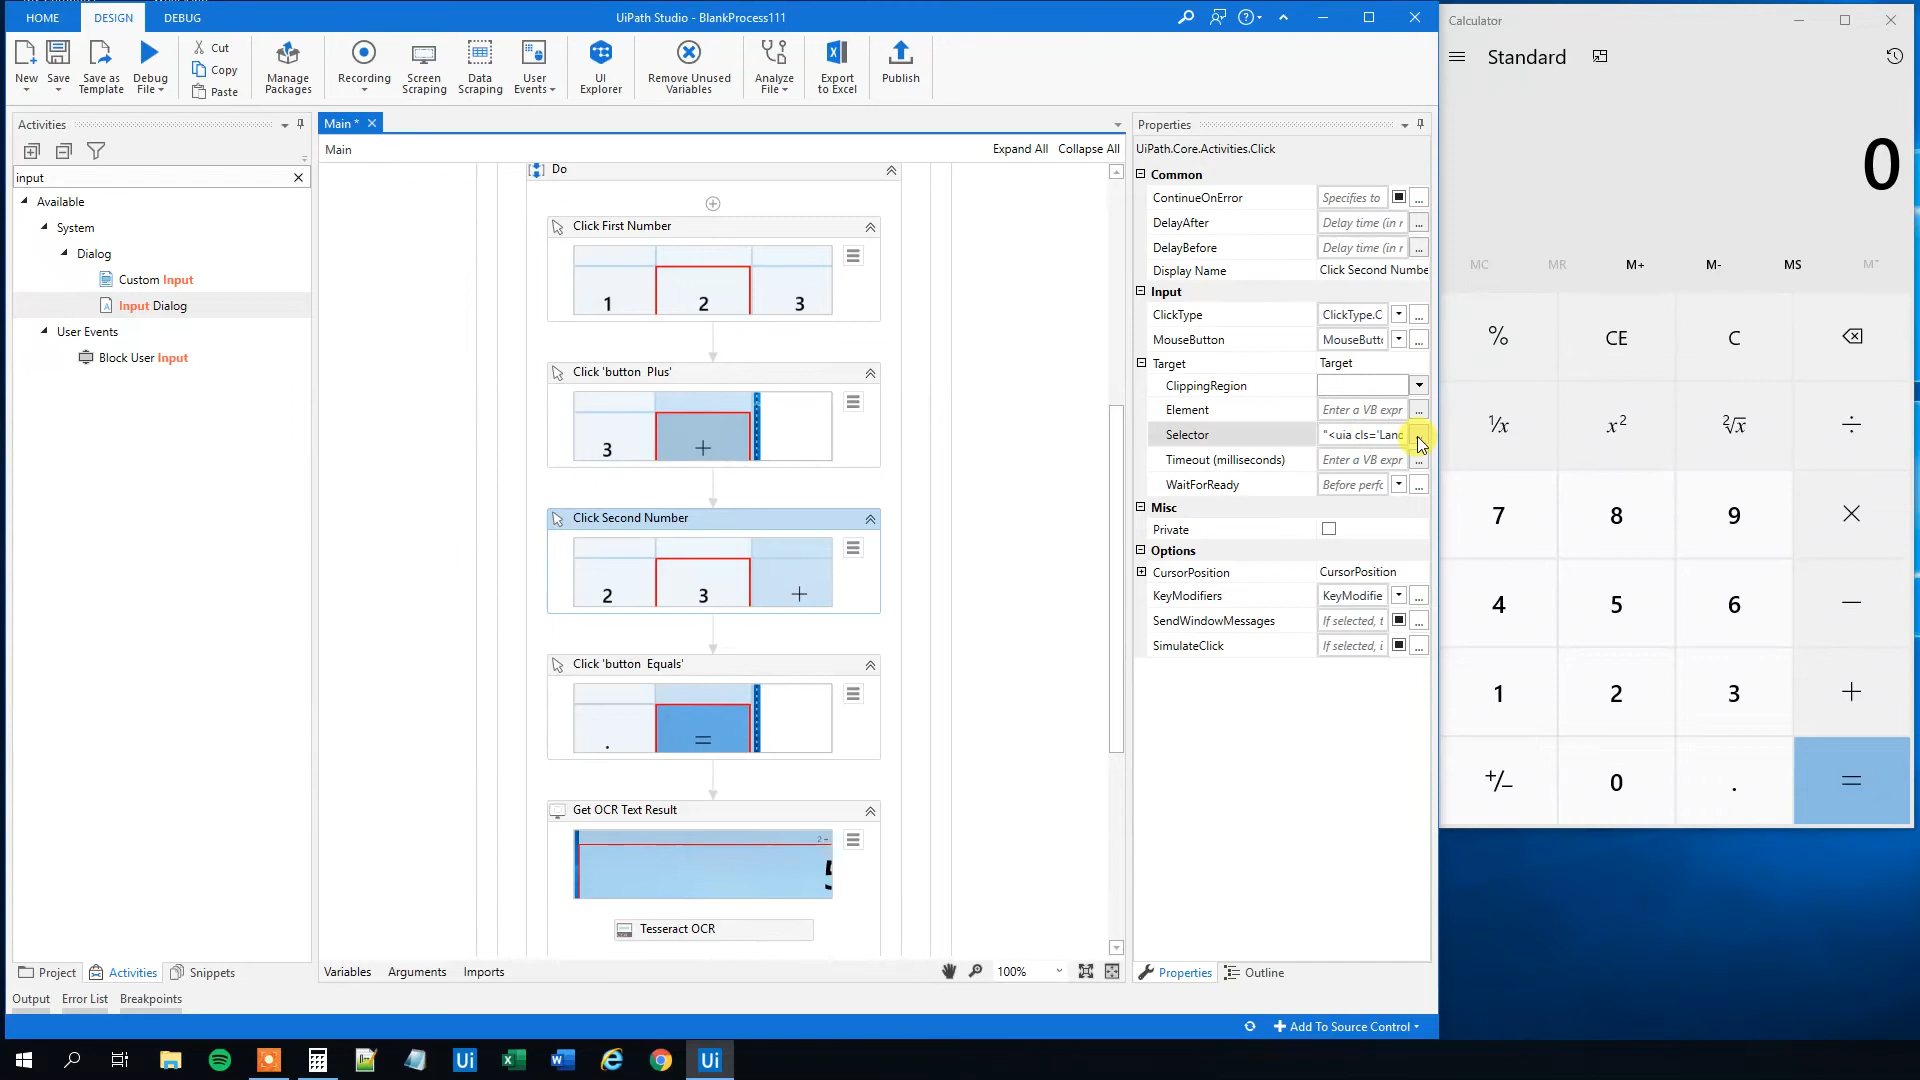 HOME DESIGN DEBUG UiPath Studio - BlankProcess111
New Save Save as Template Debug File Cut Copy Paste Manage Packages Recording Screen Scraping Data Scraping User Events UI Explorer Remove Unused Variables Analyze File Export to Excel Publish
Activities
input
Available
System
Dialog
Custom Input
Input Dialog
User Events
Block User Input
Project Activities Snippets
Output Error List Breakpoints
Main *
Main Expand All Collapse All
Do
Click First Number
1 2 3
Click 'button Plus'
3 +
Click Second Number
2 3 +
Click 'button Equals'
. =
Get OCR Text Result
Tesseract OCR
Variables Arguments Imports 100%
Properties
UiPath.Core.Activities.Click
Common
ContinueOnError Specifies to ...
DelayAfter Delay time (in r ...
DelayBefore Delay time (in r ...
Display Name Click Second Numbe
Input
ClickType ClickType.C ...
MouseButton MouseButt ...
Target Target
ClippingRegion
Element Enter a VB expr ...
Selector "<uia cls='Lanc
Timeout (milliseconds) Enter a VB expr ...
WaitForReady Before perfc ...
Misc
Private
Options
CursorPosition CursorPosition
KeyModifiers KeyModifie ...
SendWindowMessages If selected, t ...
SimulateClick If selected, i ...
Properties Outline
Add To Source Control
Calculator
Standard
0
MC MR M+ M- MS
% CE C
⅟x x² ²√x ÷
7 8 9 ×
4 5 6 −
1 2 3 +
+/− 0 . =
Ui Ui